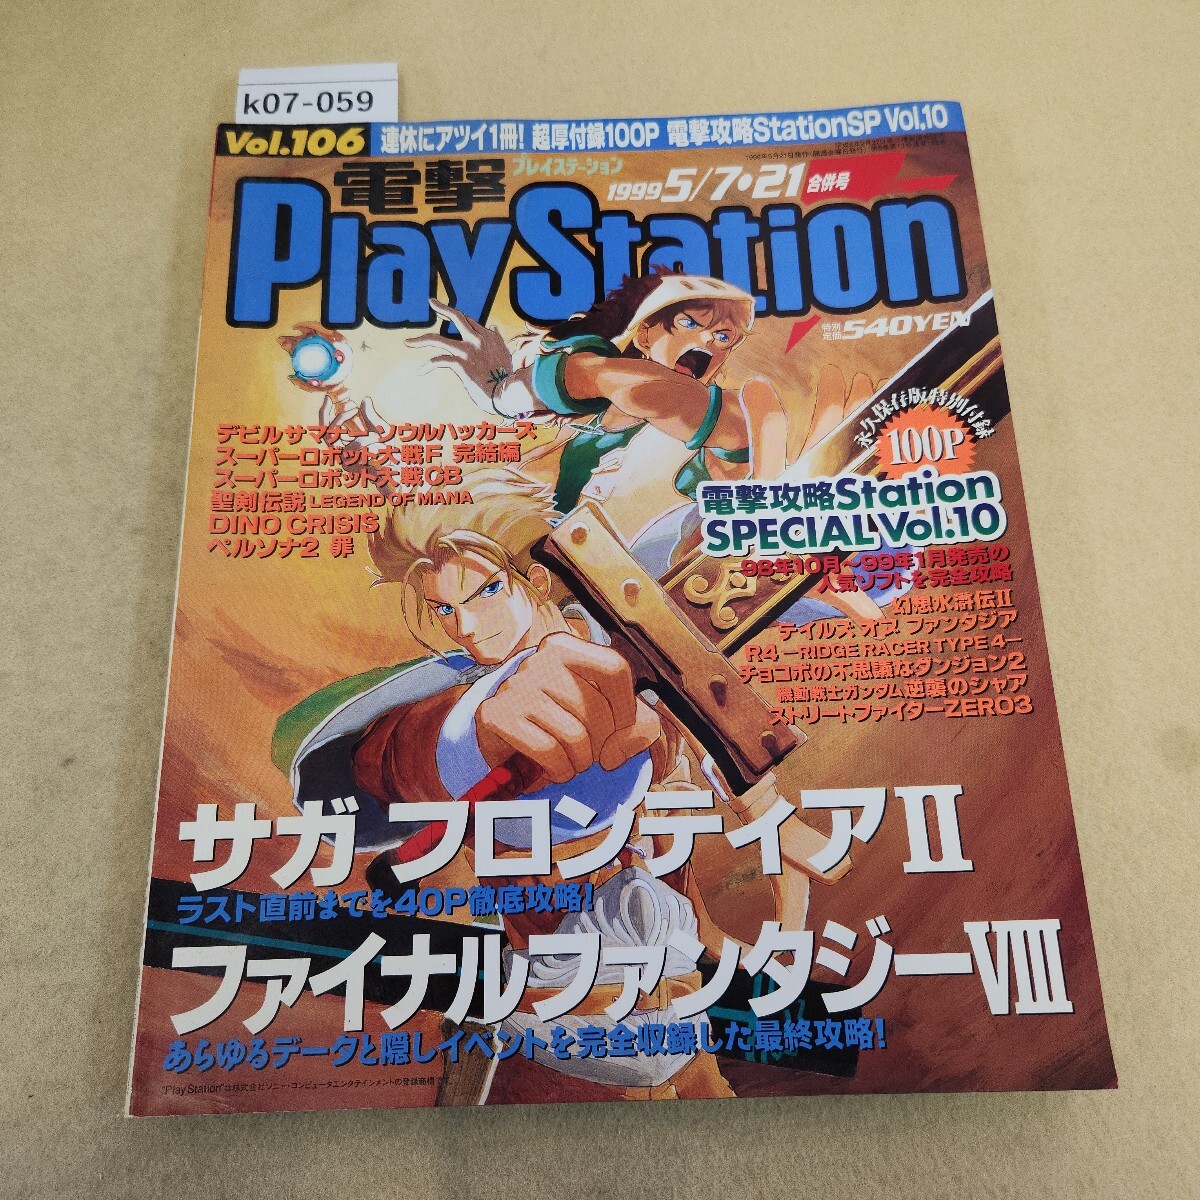 k07-059
Vol.106
連休にアツイ1冊! 超厚付録100P 電撃攻略StationSP Vol,10
電撃
プレイステーション
1999 5/7・21 合併号
PlayStation
特別定価 540YEN
永久保存版特別付録
100P
電撃攻略Station
SPECIAL Vol.10
98年10月〜99年1月発売の
人気ソフトを完全攻略
幻想水滸伝II
テイルズ オブ ファンタジア
R4 —RIDGE RACER TYPE 4—
チョコボの不思議なダンジョン2
機動戦士ガンダム 逆襲のシャア
ストリートファイターZERO3
デビルサマナー ソウルハッカーズ
スーパーロボット大戦F 完結編
スーパーロボット大戦CB
聖剣伝説 LEGEND OF MANA
DINO CRISIS
ペルソナ2 罪
サガ フロンティアII
ラスト直前までを40P徹底攻略!
ファイナルファンタジーVIII
あらゆるデータと隠しイベントを完全収録した最終攻略!
"PlayStation"は株式会社ソニー・コンピュータエンタテインメントの登録商標です。